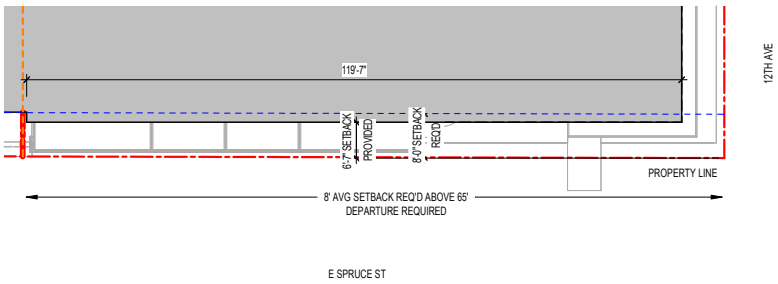 119'-7"
12TH AVE
6'-7" SETBACK
PROVIDED
8'-0" SETBACK
REQ'D
PROPERTY LINE
8' AVG SETBACK REQ'D ABOVE 65'
DEPARTURE REQUIRED
E SPRUCE ST